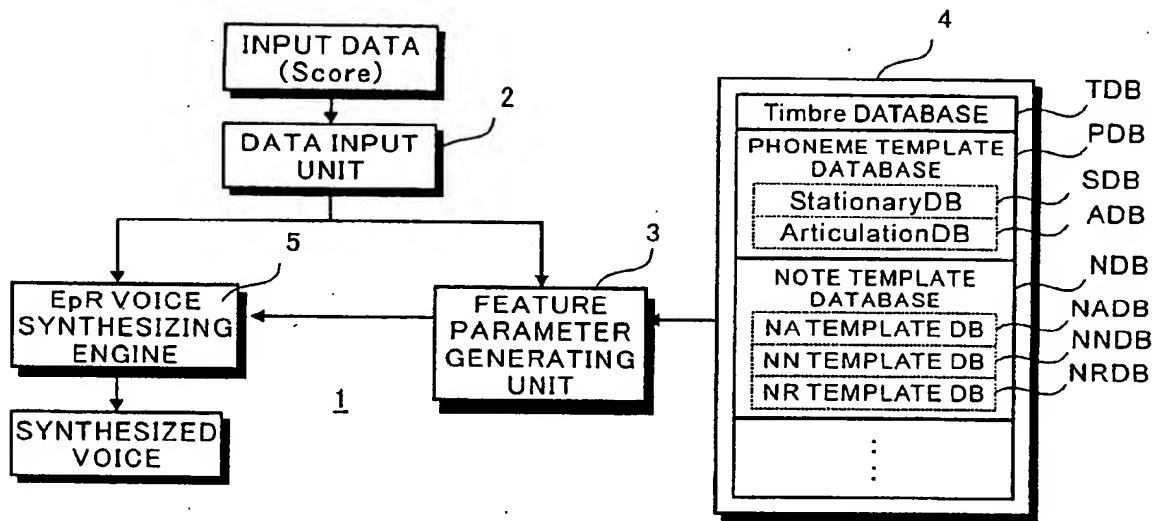 INPUT DATA
(Score)
2
DATA INPUT
UNIT
5
EpR VOICE
SYNTHESIZING
ENGINE
SYNTHESIZED
VOICE
1
3
FEATURE
PARAMETER
GENERATING
UNIT
4
Timbre DATABASE
TDB
PHONEME TEMPLATE
DATABASE
PDB
StationaryDB
SDB
ArticulationDB
ADB
NOTE TEMPLATE
DATABASE
NDB
NA TEMPLATE DB
NADB
NN TEMPLATE DB
NNDB
NR TEMPLATE DB
NRDB